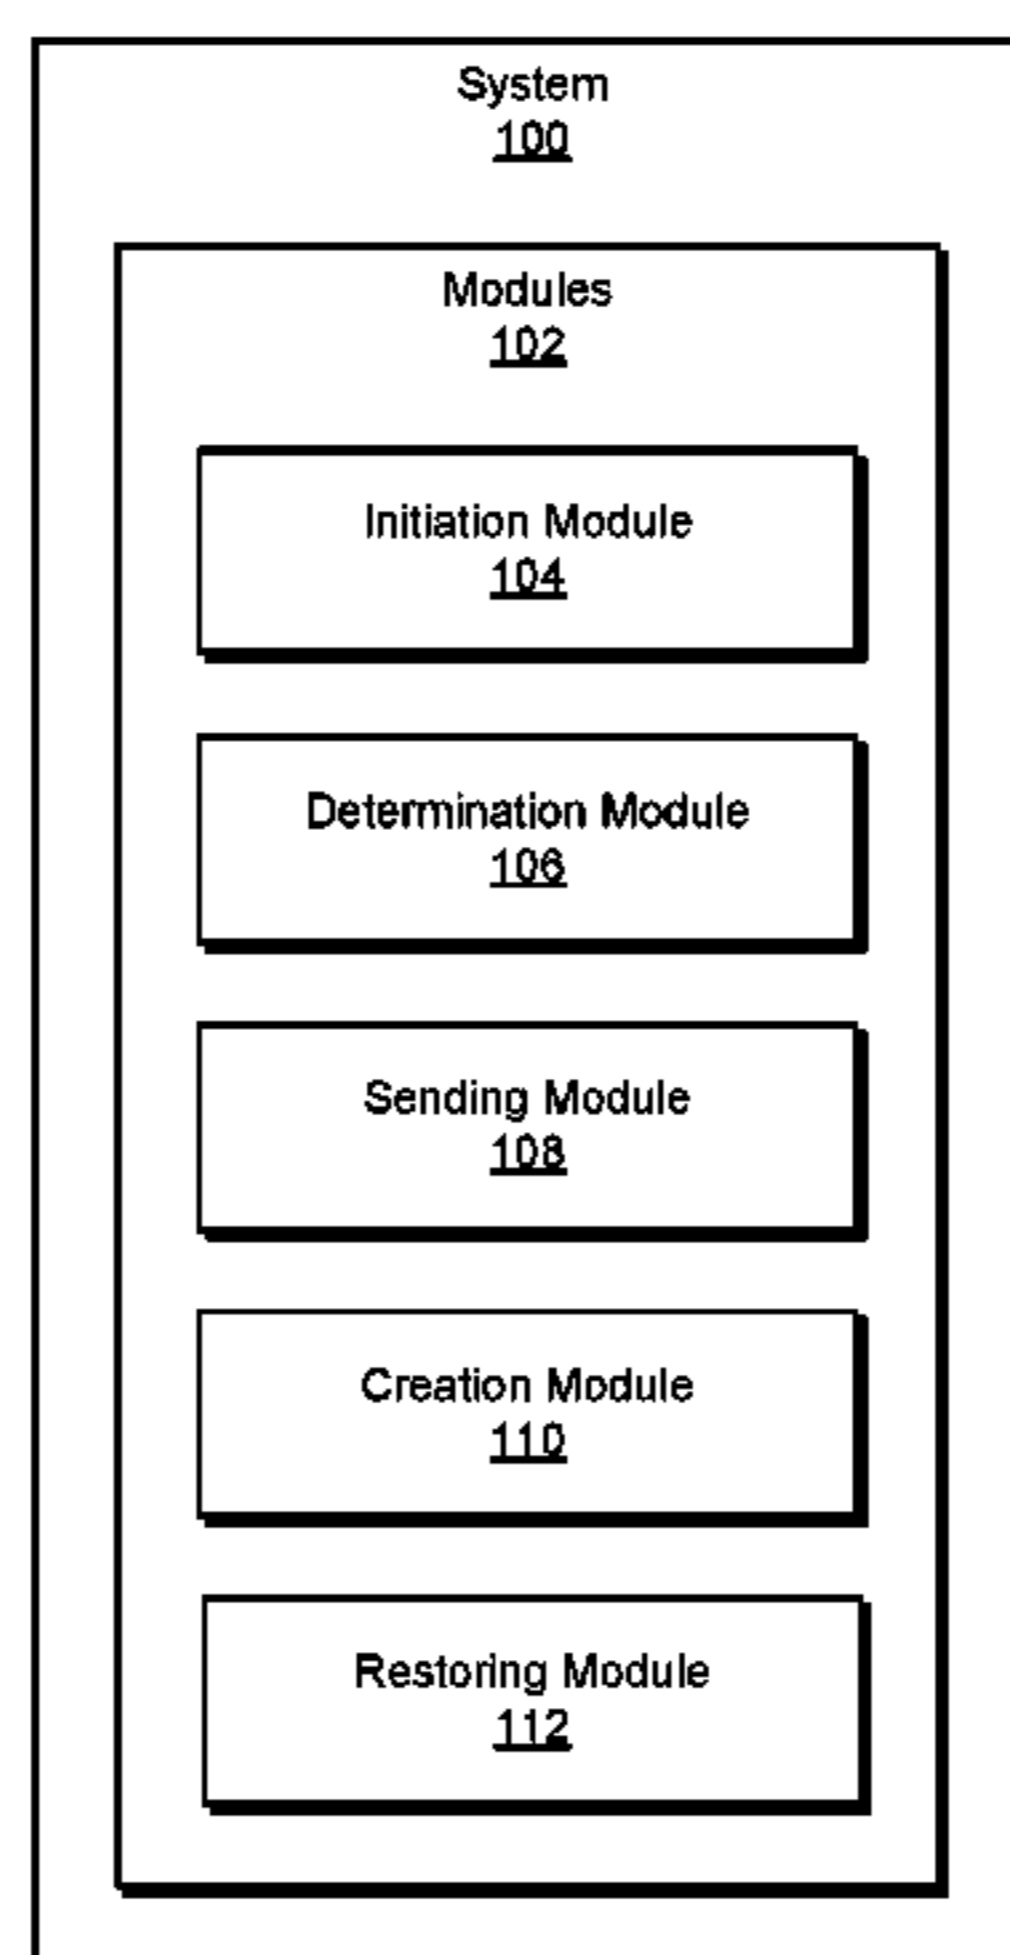 System
100
Modules
102
Initiation Module
104
Determination Module
106
Sending Module
108
Creation Module
110
Restoring Module
112